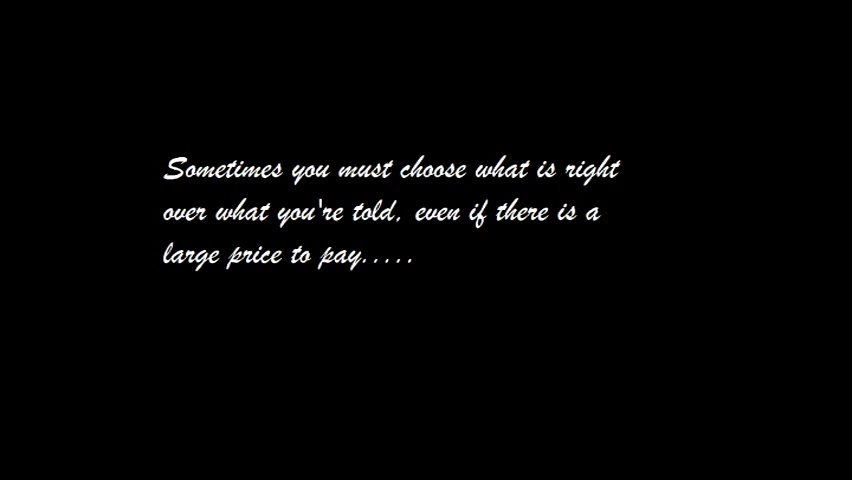 Sometimes you must choose what is right
over what you're told, even if there is a
large price to pay.....